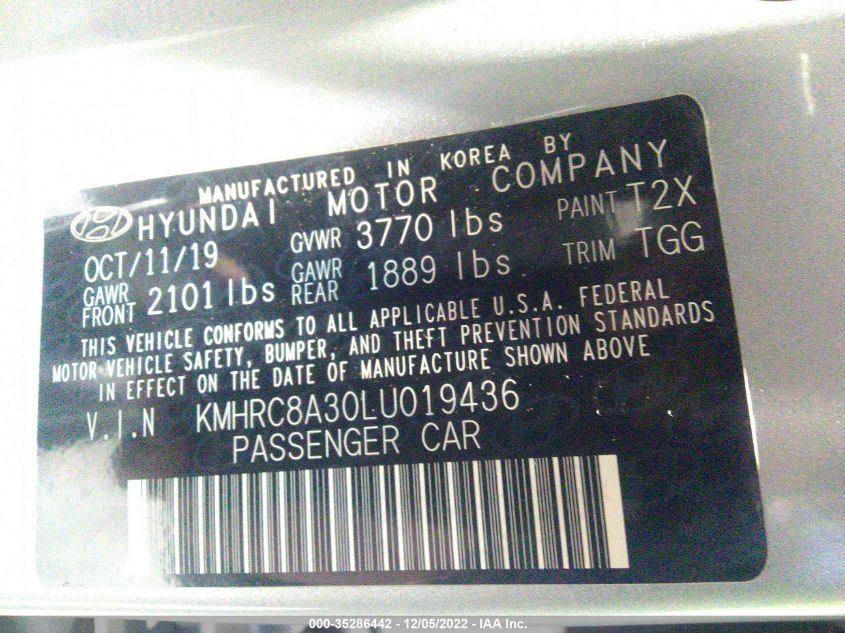 MANUFACTURED IN KOREA BY
HYUNDAI MOTOR COMPANY
OCT/11/19 GVWR 3770 lbs PAINT T2X
GAWR FRONT 2101 lbs GAWR REAR 1889 lbs TRIM TGG
THIS VEHICLE CONFORMS TO ALL APPLICABLE U.S.A. FEDERAL
MOTOR VEHICLE SAFETY, BUMPER, AND THEFT PREVENTION STANDARDS
IN EFFECT ON THE DATE OF MANUFACTURE SHOWN ABOVE
V.I.N KMHRC8A30LU019436
PASSENGER CAR
000-35286442 - 12/05/2022 - IAA Inc.